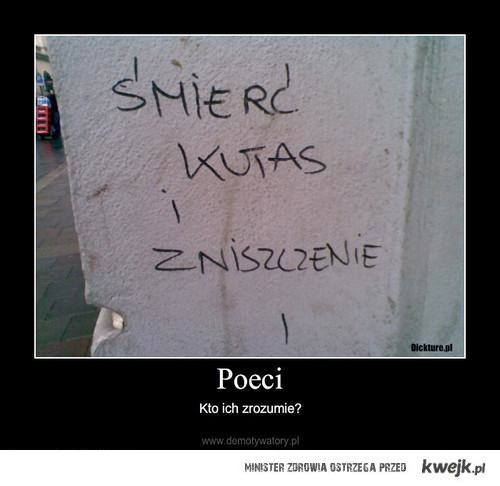 ŚMIERĆ
KUTAS
i
ZNiSZCZENiE
Dickture.pl
Poeci
Kto ich zrozumie?
www.demotywatory.pl
MINISTER ZDROWIA OSTRZEGA PRZED kwejk.pl